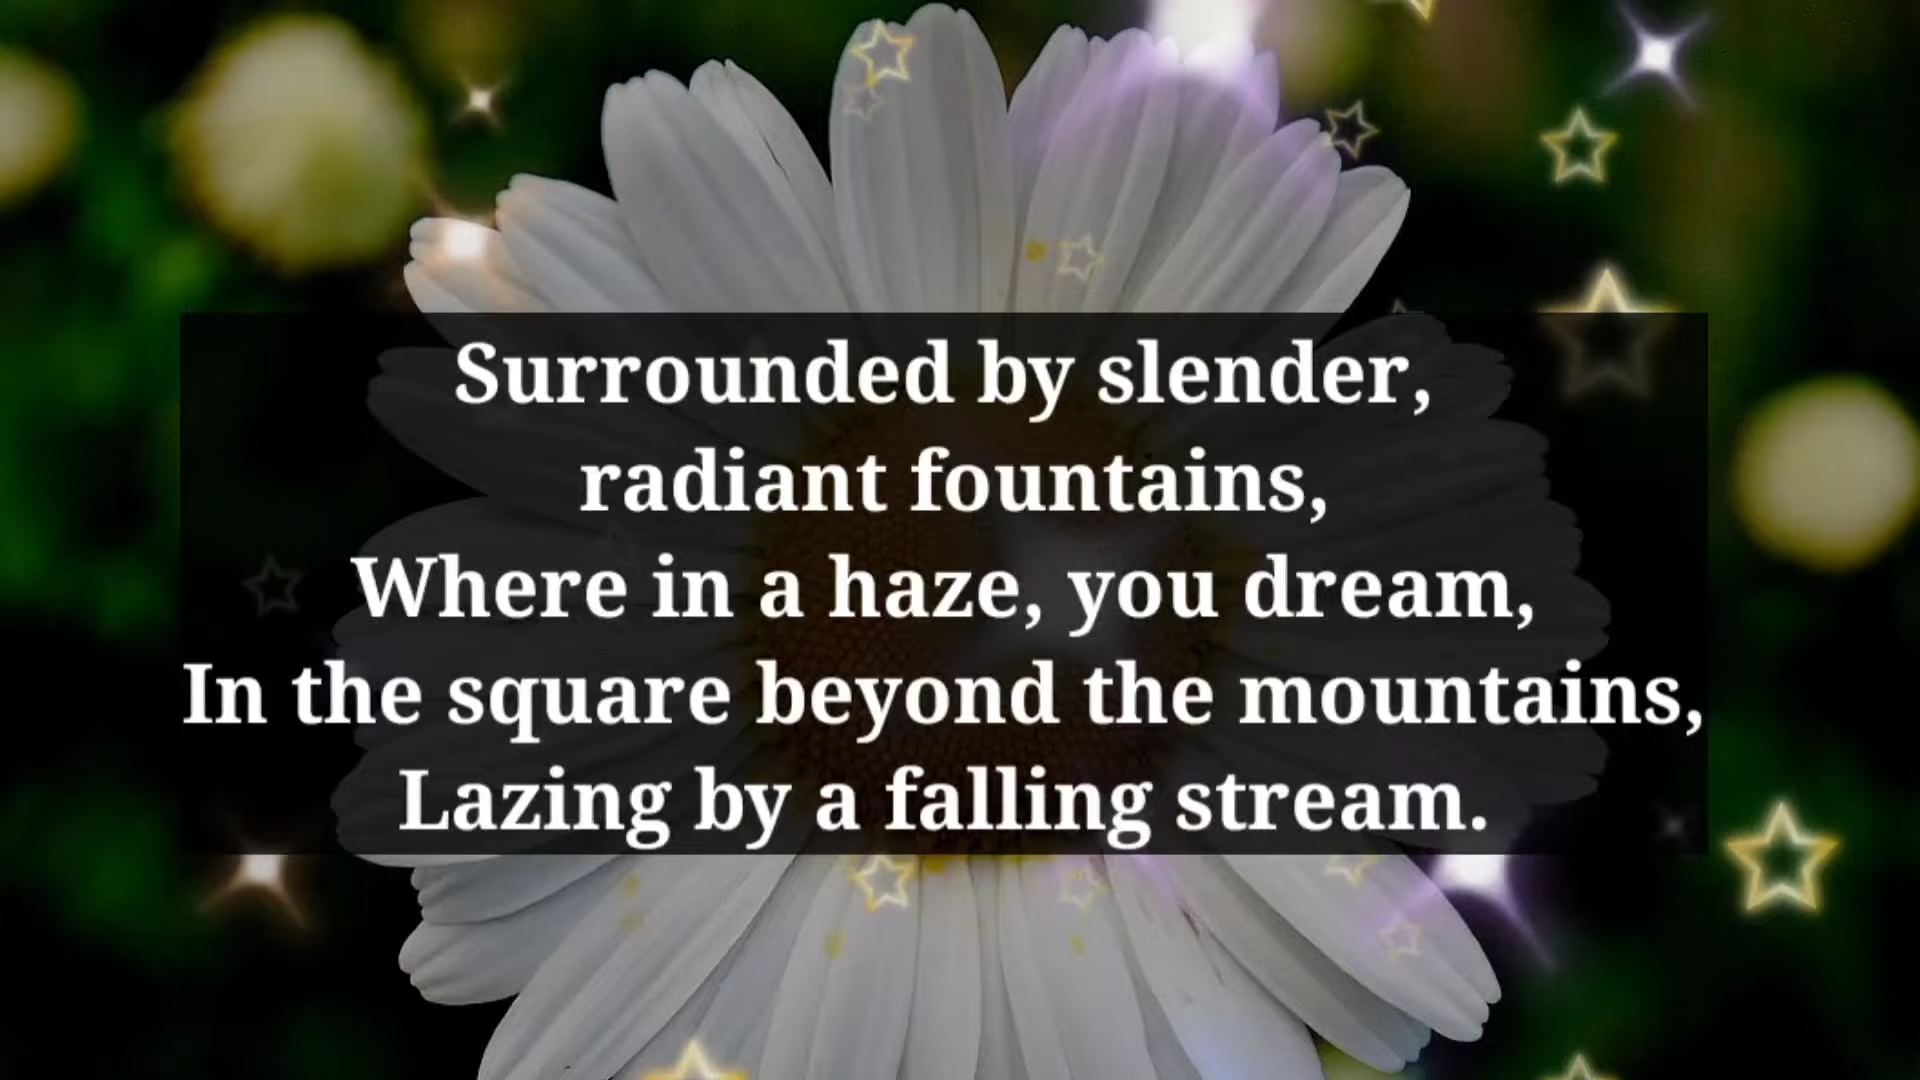 Surrounded by slender,
radiant fountains,
Where in a haze, you dream,
In the square beyond the mountains,
Lazing by a falling stream.